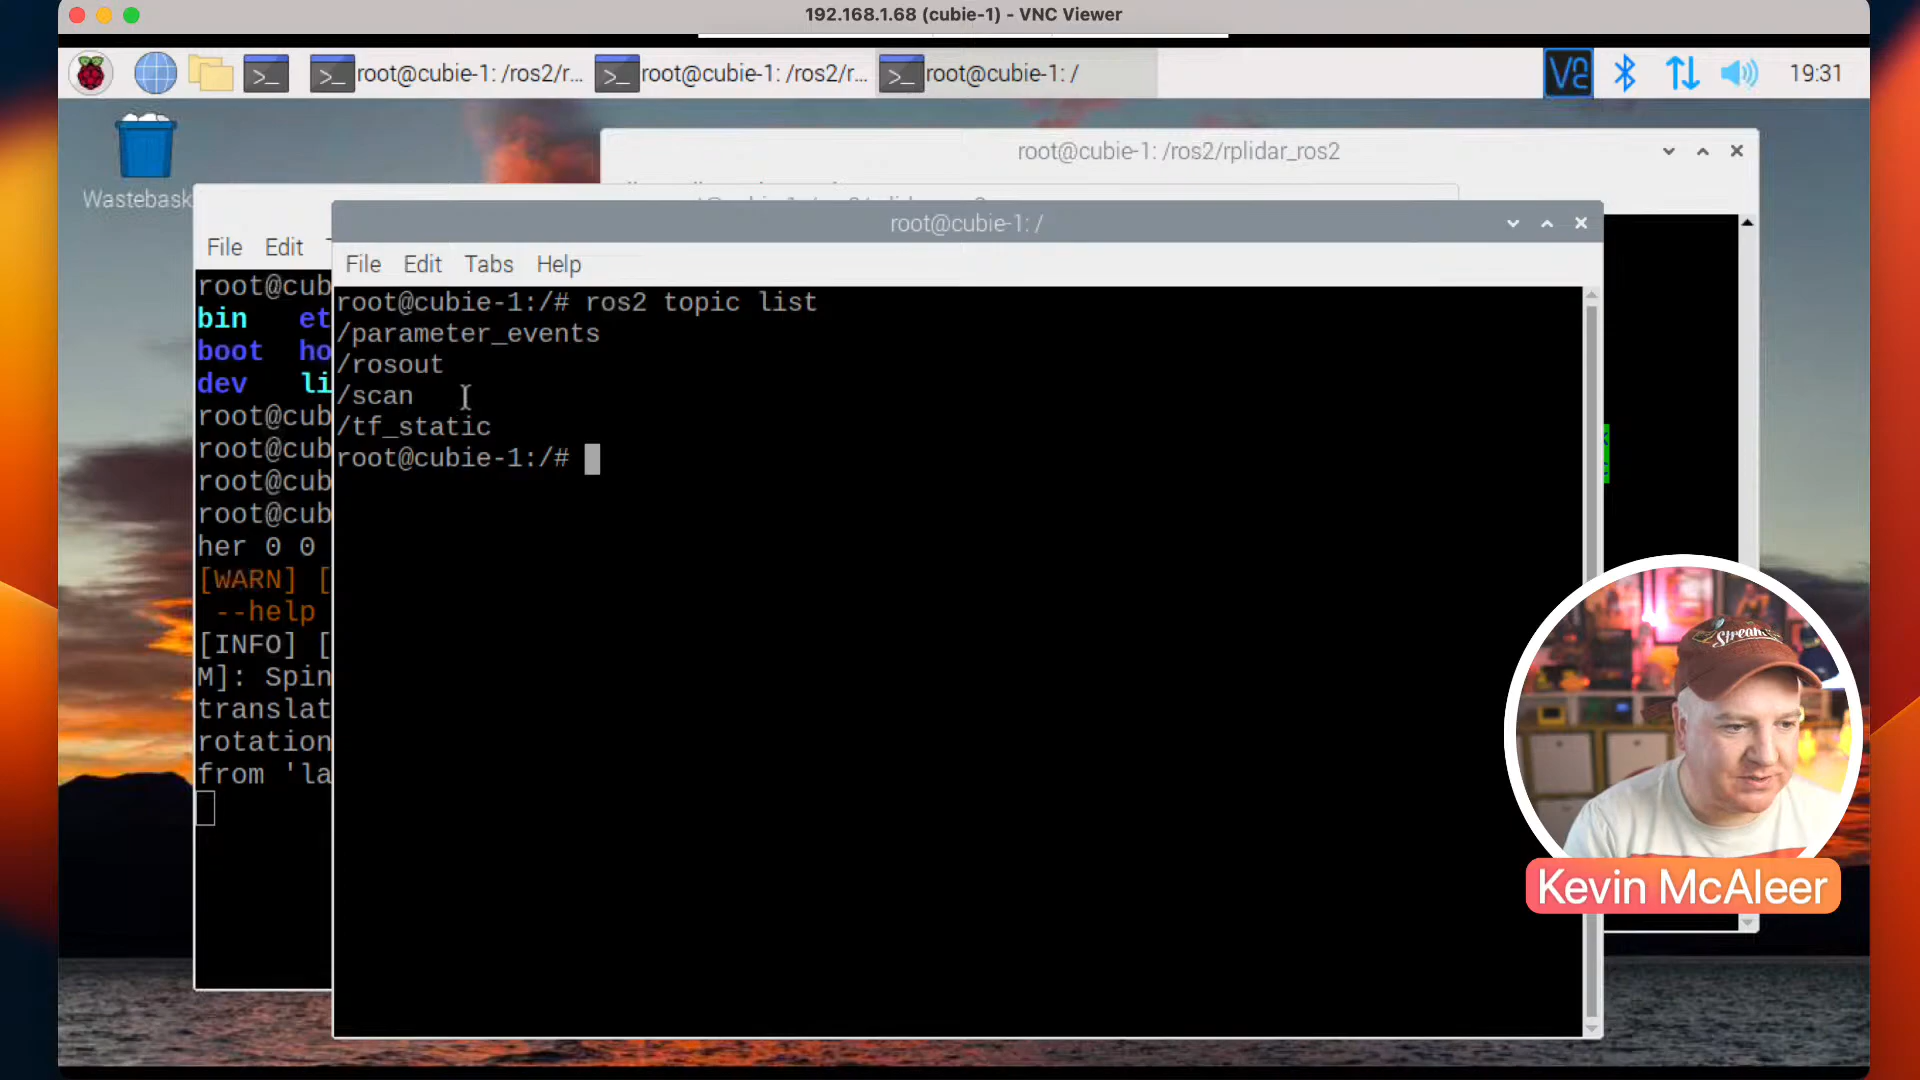 192.168.1.68 (cubie-1) - VNC Viewer
root@cubie-1: /ros2/r...
root@cubie-1: /ros2/r...
root@cubie-1: /
19:31
Wastebask
root@cubie-1: /ros2/rplidar_ros2
File Edit
root@cubie-1: /
File Edit Tabs Help
root@cubie-1:/# ros2 topic list
/parameter_events
/rosout
/scan
/tf_static
root@cubie-1:/#
root@cub
bin et
boot ho
dev li
root@cub
root@cub
root@cub
root@cub
her 0 0
[WARN] [
--help
[INFO] [
M]: Spin
translat
rotation
from 'la
Kevin McAleer